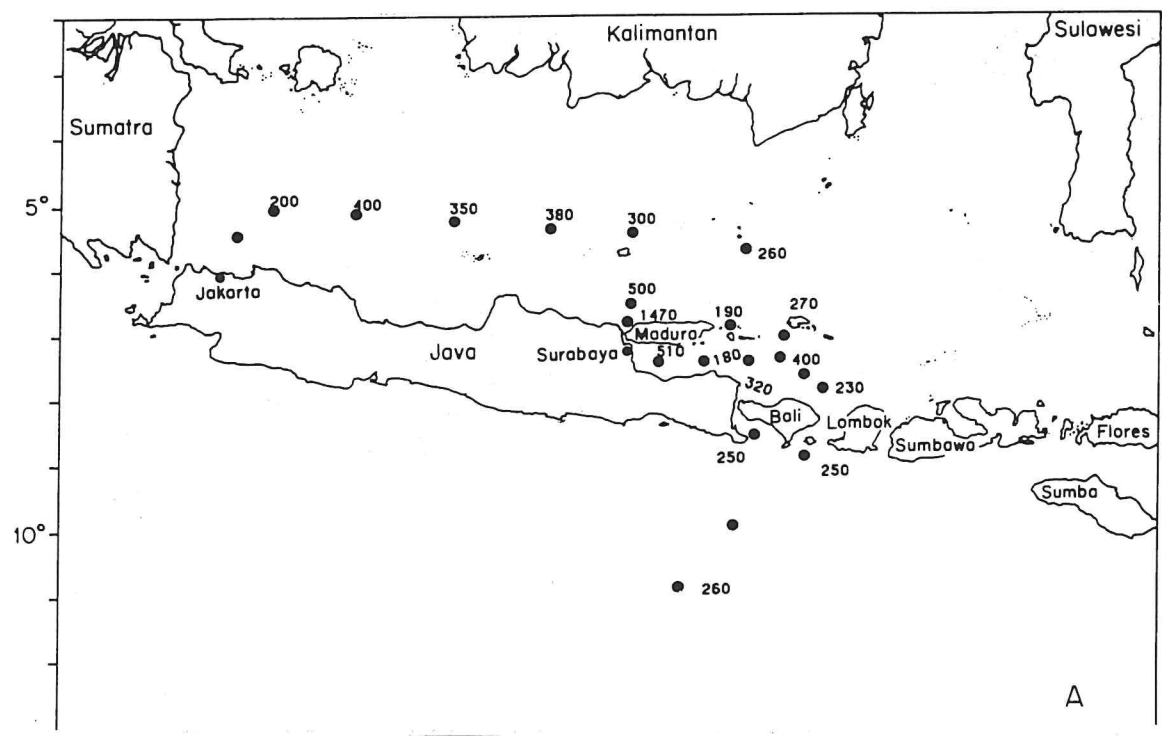 Kalimantan
Sulawesi
Sumatra
5°
200
400
350
380
300
260
Jakarta
500
1470
190
270
Madura
Java
Surabaya
510
180
400
320
230
Bali
Lombok
Flores
Sumbawa
250
250
Sumba
10°
260
A